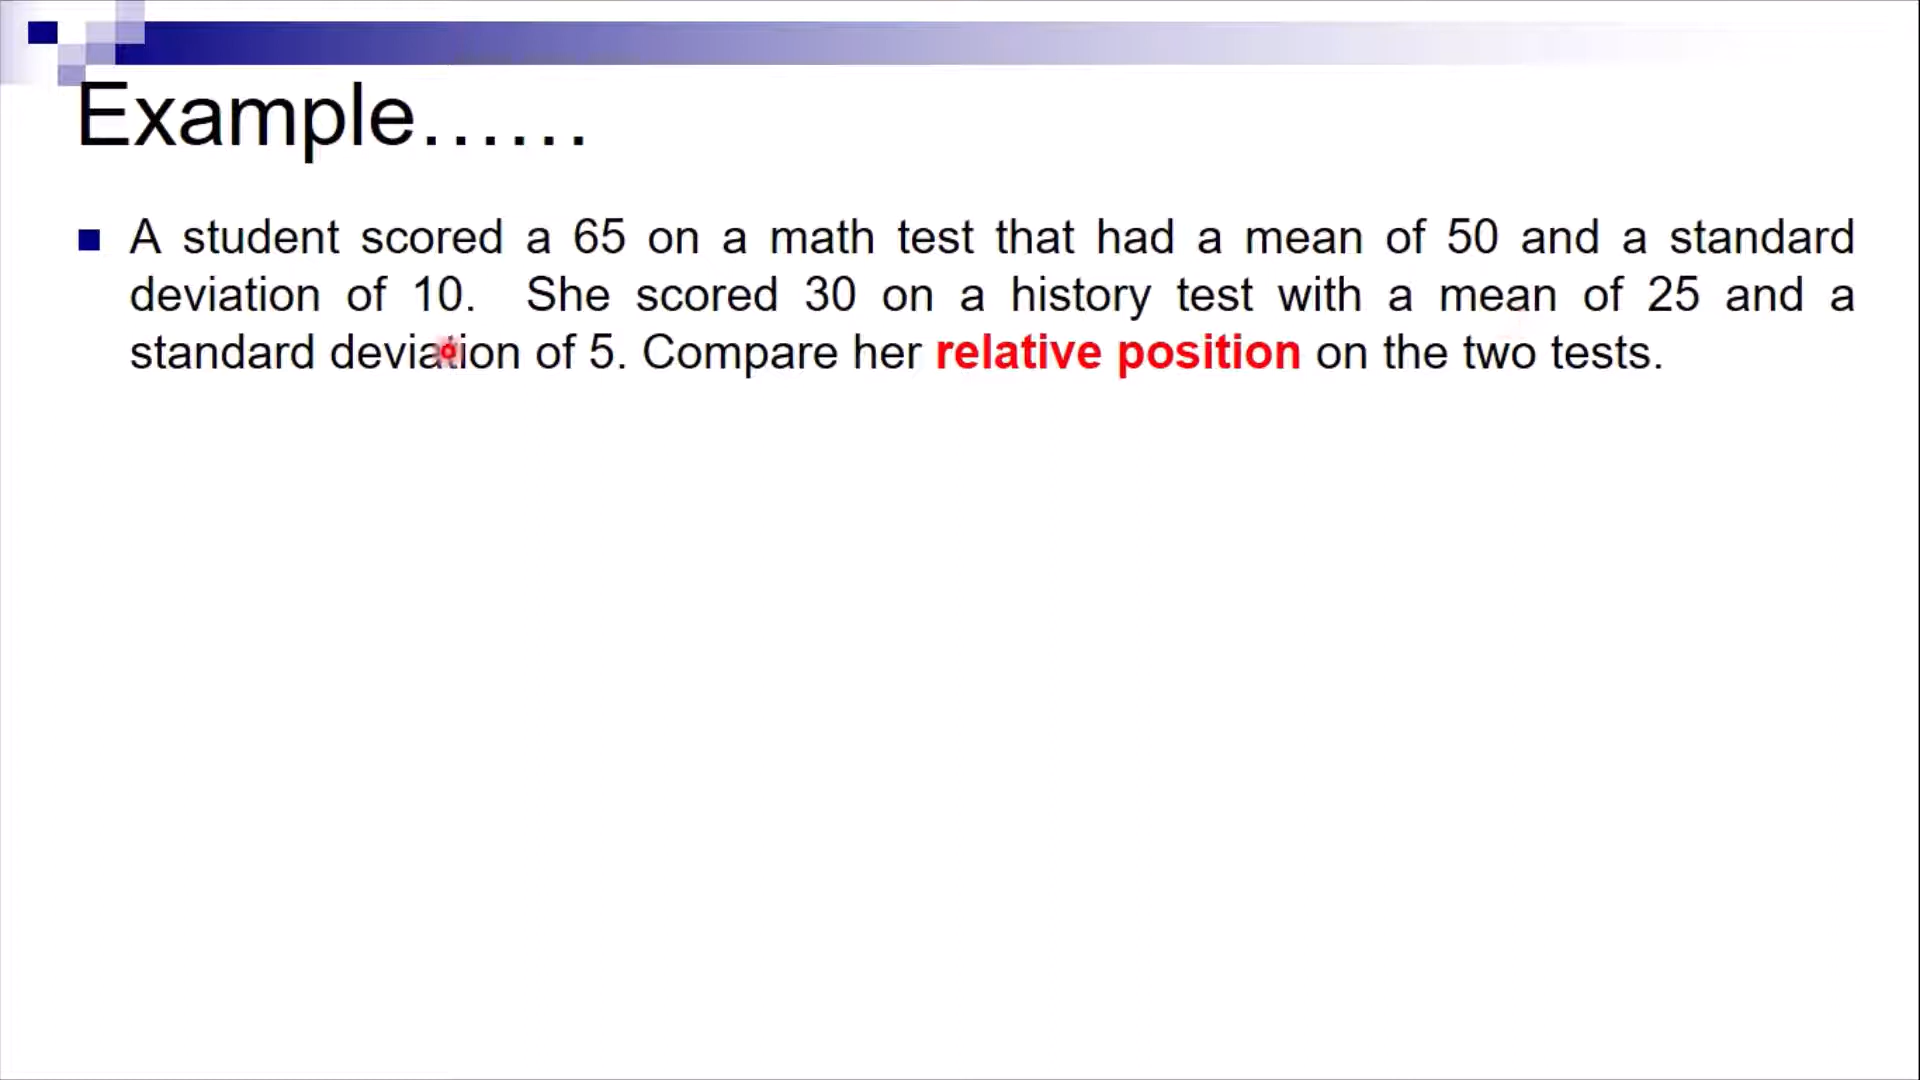 Example......
A student scored a 65 on a math test that had a mean of 50 and a standard
deviation of 10. She scored 30 on a history test with a mean of 25 and a
standard deviation of 5. Compare her relative position on the two tests.